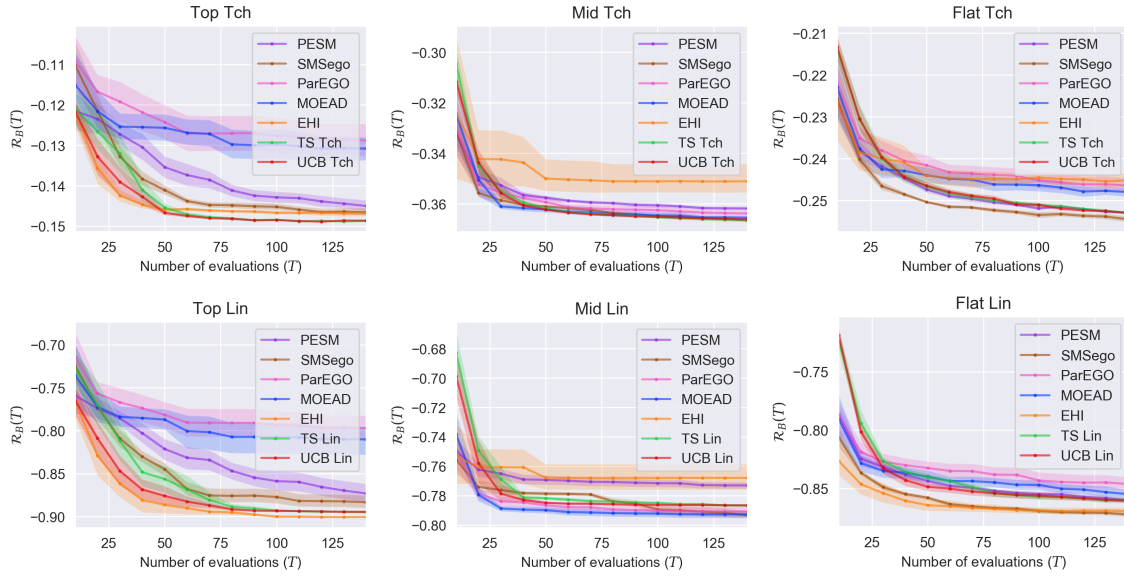 Top Tch
−0.11
−0.12
−0.13
−0.14
−0.15
25 50 75 100 125
Number of evaluations (T)
R_B(T)
PESM
SMSego
ParEGO
MOEAD
EHI
TS Tch
UCB Tch
Mid Tch
−0.30
−0.32
−0.34
−0.36
25 50 75 100 125
Number of evaluations (T)
R_B(T)
PESM
SMSego
ParEGO
MOEAD
EHI
TS Tch
UCB Tch
Flat Tch
−0.21
−0.22
−0.23
−0.24
−0.25
25 50 75 100 125
Number of evaluations (T)
R_B(T)
PESM
SMSego
ParEGO
MOEAD
EHI
TS Tch
UCB Tch
Top Lin
−0.70
−0.75
−0.80
−0.85
−0.90
25 50 75 100 125
Number of evaluations (T)
R_B(T)
PESM
SMSego
ParEGO
MOEAD
EHI
TS Lin
UCB Lin
Mid Lin
−0.68
−0.70
−0.72
−0.74
−0.76
−0.78
−0.80
25 50 75 100 125
Number of evaluations (T)
R_B(T)
PESM
SMSego
ParEGO
MOEAD
EHI
TS Lin
UCB Lin
Flat Lin
−0.75
−0.80
−0.85
25 50 75 100 125
Number of evaluations (T)
R_B(T)
PESM
SMSego
ParEGO
MOEAD
EHI
TS Lin
UCB Lin